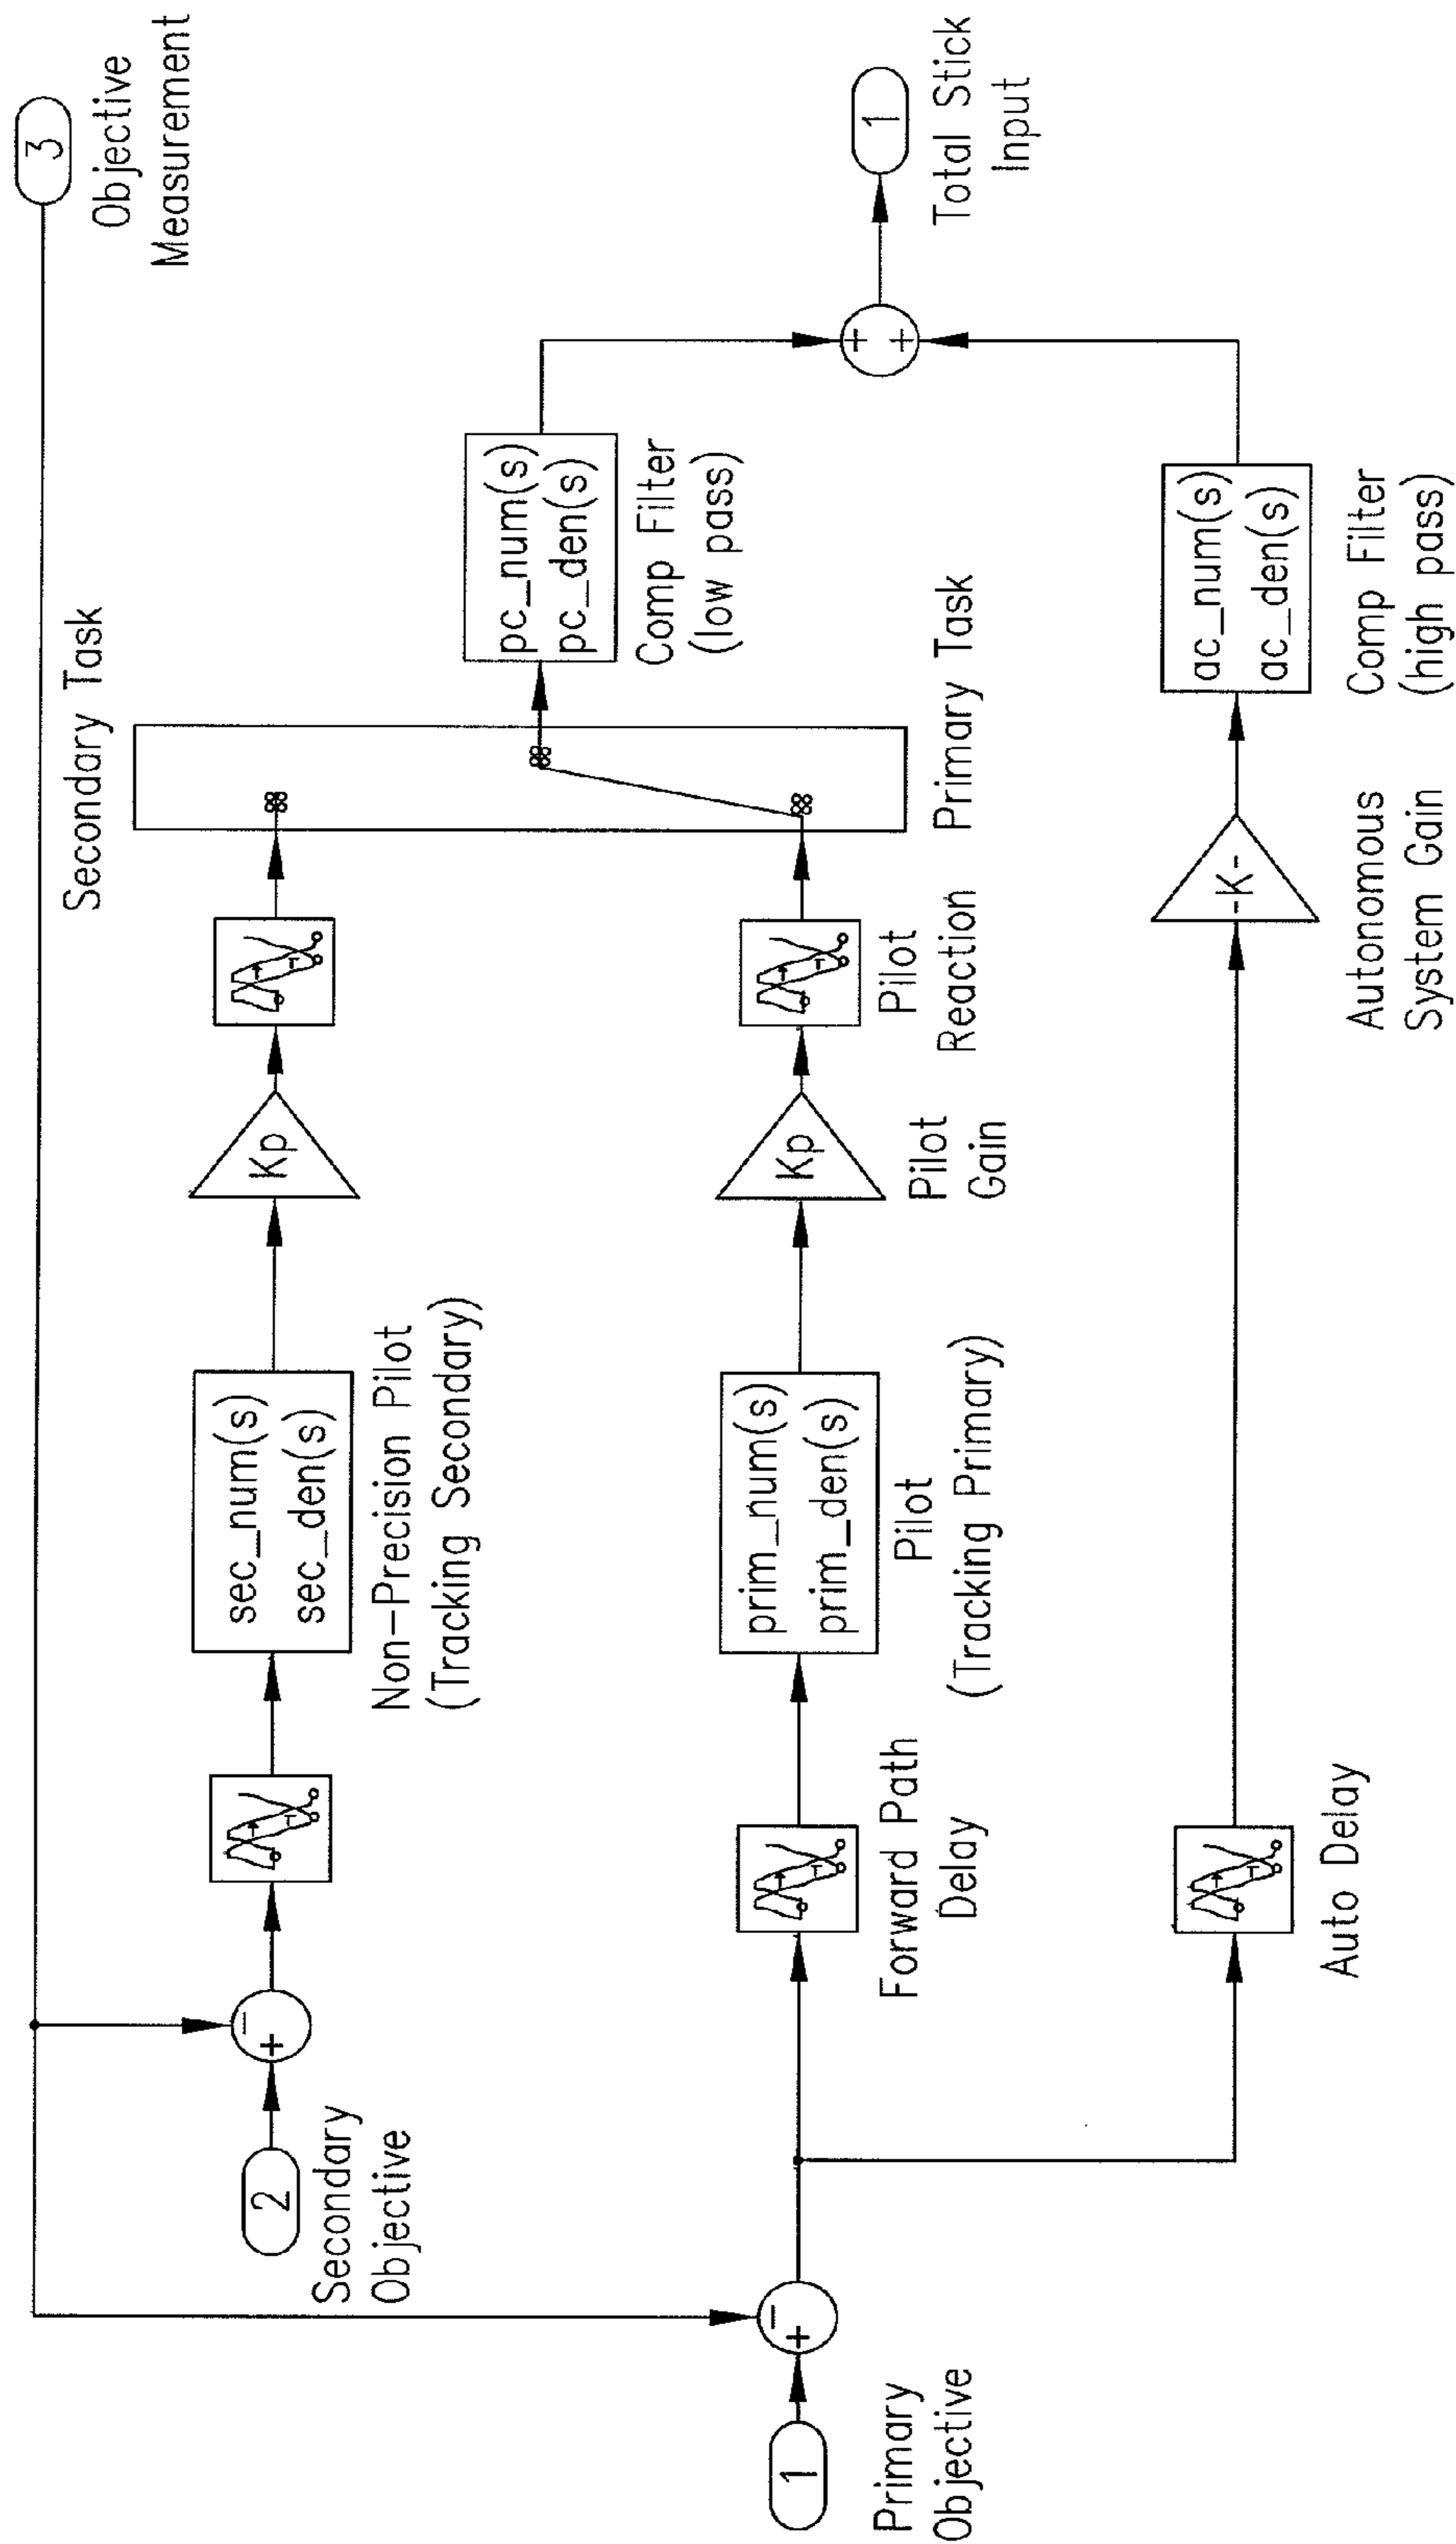 3
Objective
Measurement
Secondary Task
2
Secondary
Objective
-
+
sec_num(s)
sec_den(s)
Non-Precision Pilot
(Tracking Secondary)
Kp
pc_num(s)
pc_den(s)
Comp Filter
(low pass)
+
+
1
Total Stick
Input
1
Primary
Objective
-
+
Forward Path
Delay
prim_num(s)
prim_den(s)
Pilot
(Tracking Primary)
Kp
Pilot
Gain
Pilot
Reaction
Primary Task
Auto Delay
-K-
Autonomous
System Gain
ac_num(s)
ac_den(s)
Comp Filter
(high pass)